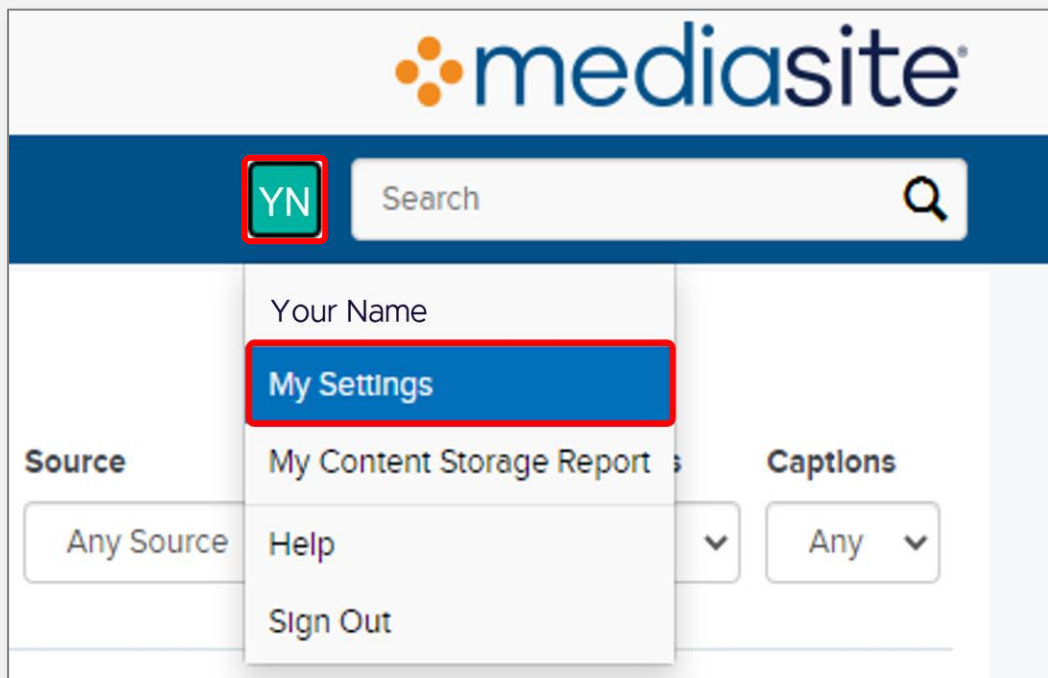 mediasite
YN Search
Your Name
My Settings
Source My Content Storage Report s Captions
Any Source Help Any
Sign Out